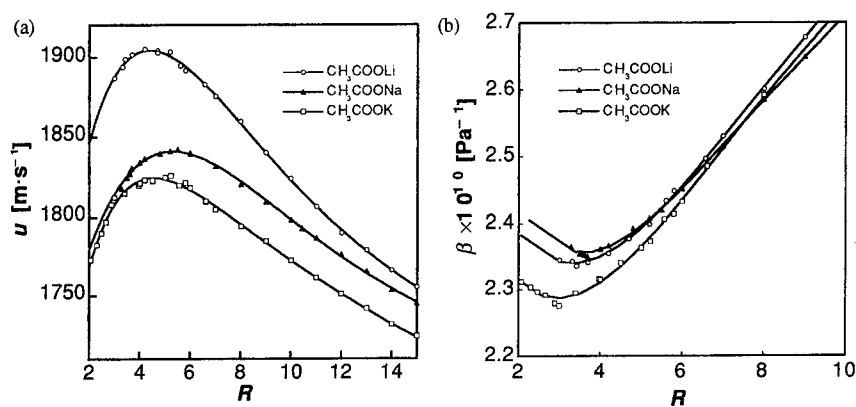 (a)
1900
1850
1800
1750
u [m·s⁻¹]
CH₃COOLi
CH₃COONa
CH₃COOK
2 4 6 8 10 12 14
R
(b)
2.7
2.6
2.5
2.4
2.3
2.2
β ×10¹⁰ [Pa⁻¹]
CH₃COOLi
CH₃COONa
CH₃COOK
2 4 6 8 10
R